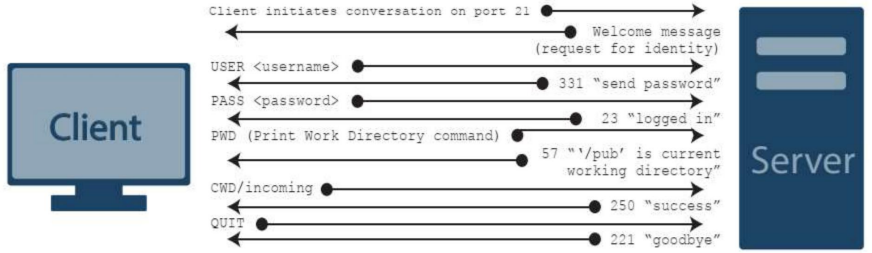 Client initiates conversation on port 21
Welcome message
(request for identity)
USER <username>
331 "send password"
PASS <password>
23 "logged in"
PWD (Print Work Directory command)
57 "'/pub' is current
working directory"
CWD/incoming
250 "success"
QUIT
221 "goodbye"
Client
Server